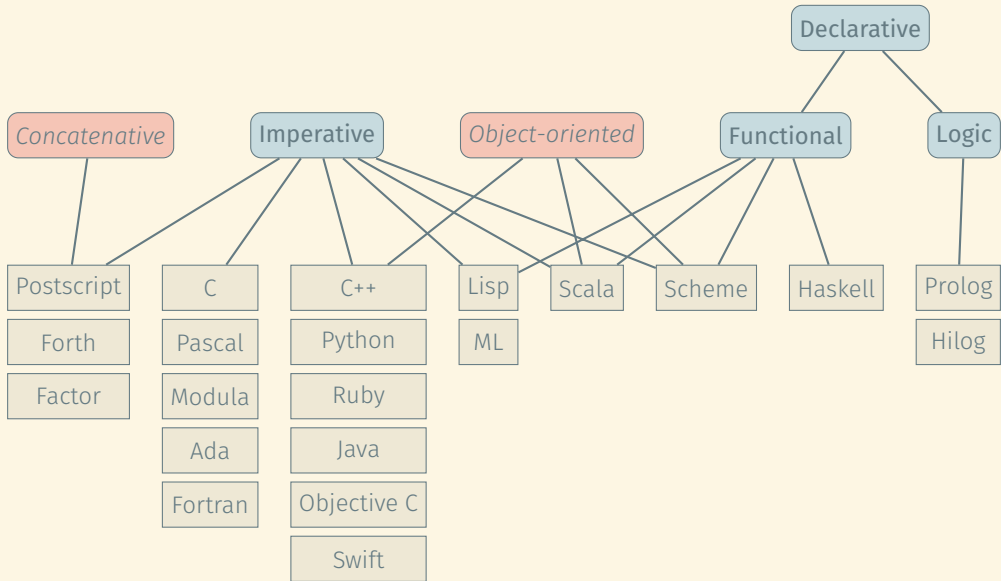 Declarative
Concatenative
Imperative
Object-oriented
Functional
Logic
Postscript
C
C++
Lisp
Scala
Scheme
Haskell
Prolog
Forth
Pascal
Python
ML
Hilog
Factor
Modula
Ruby
Ada
Java
Fortran
Objective C
Swift